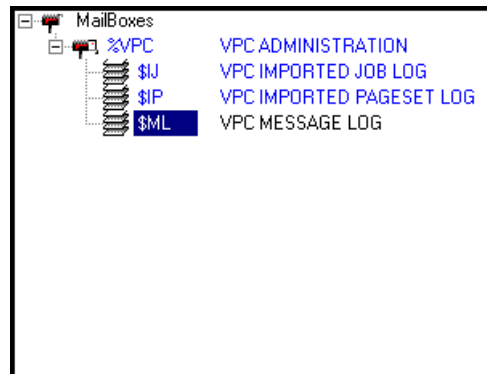 MailBoxes
%VPC VPC ADMINISTRATION
$IJ VPC IMPORTED JOB LOG
$IP VPC IMPORTED PAGESET LOG
$ML VPC MESSAGE LOG